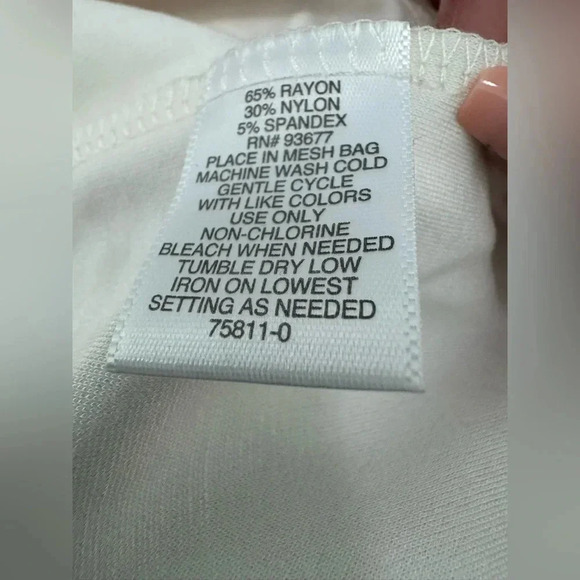 65% RAYON
30% NYLON
5% SPANDEX
RN# 93677
PLACE IN MESH BAG
MACHINE WASH COLD
GENTLE CYCLE
WITH LIKE COLORS
USE ONLY
NON-CHLORINE
BLEACH WHEN NEEDED
TUMBLE DRY LOW
IRON ON LOWEST
SETTING AS NEEDED
75811-0